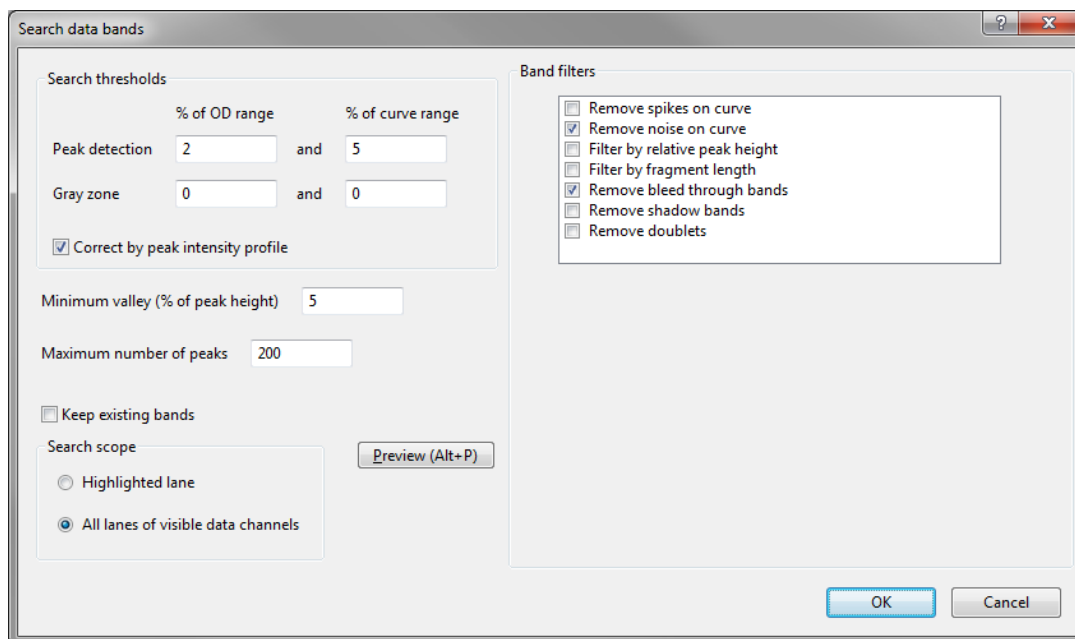 Search data bands
Search thresholds
% of OD range % of curve range
Peak detection 2 and 5
Gray zone 0 and 0
Correct by peak intensity profile
Minimum valley (% of peak height) 5
Maximum number of peaks 200
Keep existing bands
Search scope
Highlighted lane
All lanes of visible data channels
Preview (Alt+P)
Band filters
Remove spikes on curve
Remove noise on curve
Filter by relative peak height
Filter by fragment length
Remove bleed through bands
Remove shadow bands
Remove doublets
OK Cancel